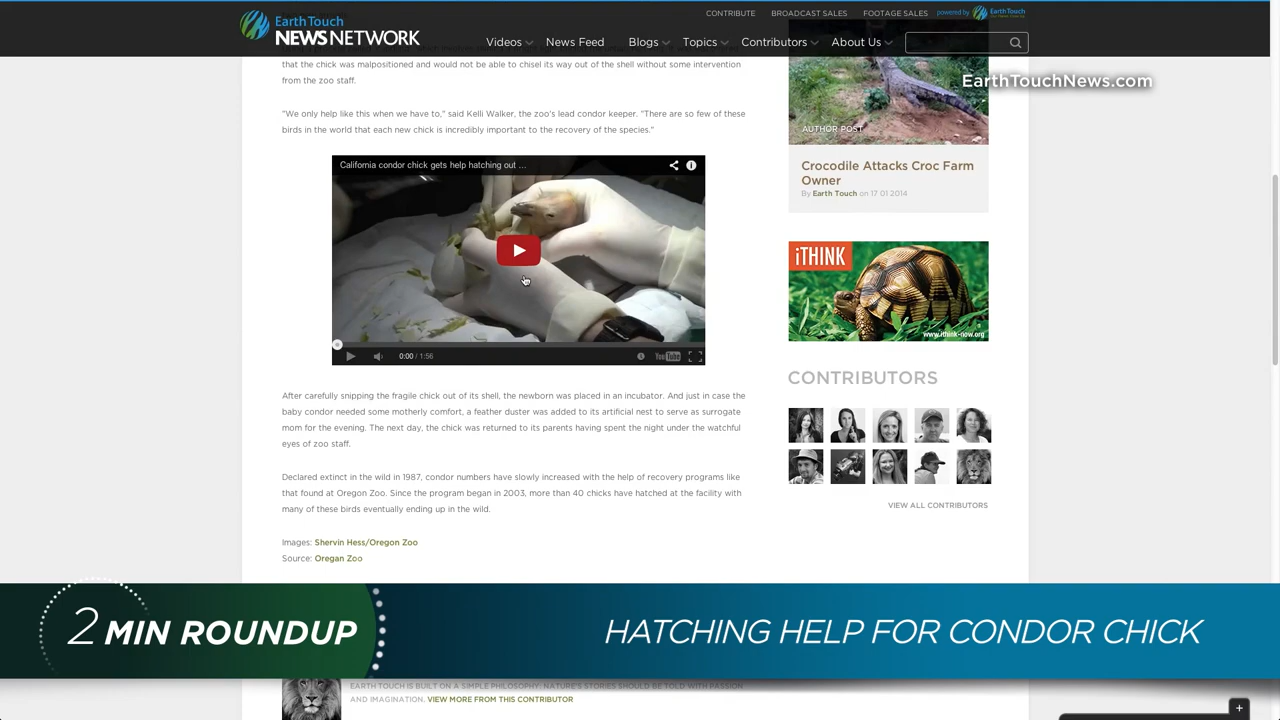 CONTRIBUTE BROADCAST SALES FOOTAGE SALES powered by Earth Touch
Earth Touch
NEWS NETWORK
Videos News Feed Blogs Topics Contributors About Us
EarthTouchNews.com
that the chick was malpositioned and would not be able to chisel its way out of the shell without some intervention
from the zoo staff.
"We only help like this when we have to," said Kelli Walker, the zoo's lead condor keeper. "There are so few of these
birds in the world that each new chick is incredibly important to the recovery of the species."
California condor chick gets help hatching out ...
0:00 / 1:56
YouTube
After carefully snipping the fragile chick out of its shell, the newborn was placed in an incubator. And just in case the
baby condor needed some motherly comfort, a feather duster was added to its artificial nest to serve as surrogate
mom for the evening. The next day, the chick was returned to its parents having spent the night under the watchful
eyes of zoo staff.
Declared extinct in the wild in 1987, condor numbers have slowly increased with the help of recovery programs like
that found at Oregon Zoo. Since the program began in 2003, more than 40 chicks have hatched at the facility with
many of these birds eventually ending up in the wild.
Images: Shervin Hess/Oregon Zoo
Source: Oregan Zoo
AUTHOR POST
Crocodile Attacks Croc Farm
Owner
By Earth Touch on 17 01 2014
iTHINK
www.ithink-now.org
CONTRIBUTORS
VIEW ALL CONTRIBUTORS
2 MIN ROUNDUP
HATCHING HELP FOR CONDOR CHICK
EARTH TOUCH IS BUILT ON A SIMPLE PHILOSOPHY: NATURE'S STORIES SHOULD BE TOLD WITH PASSION
AND IMAGINATION. VIEW MORE FROM THIS CONTRIBUTOR
+